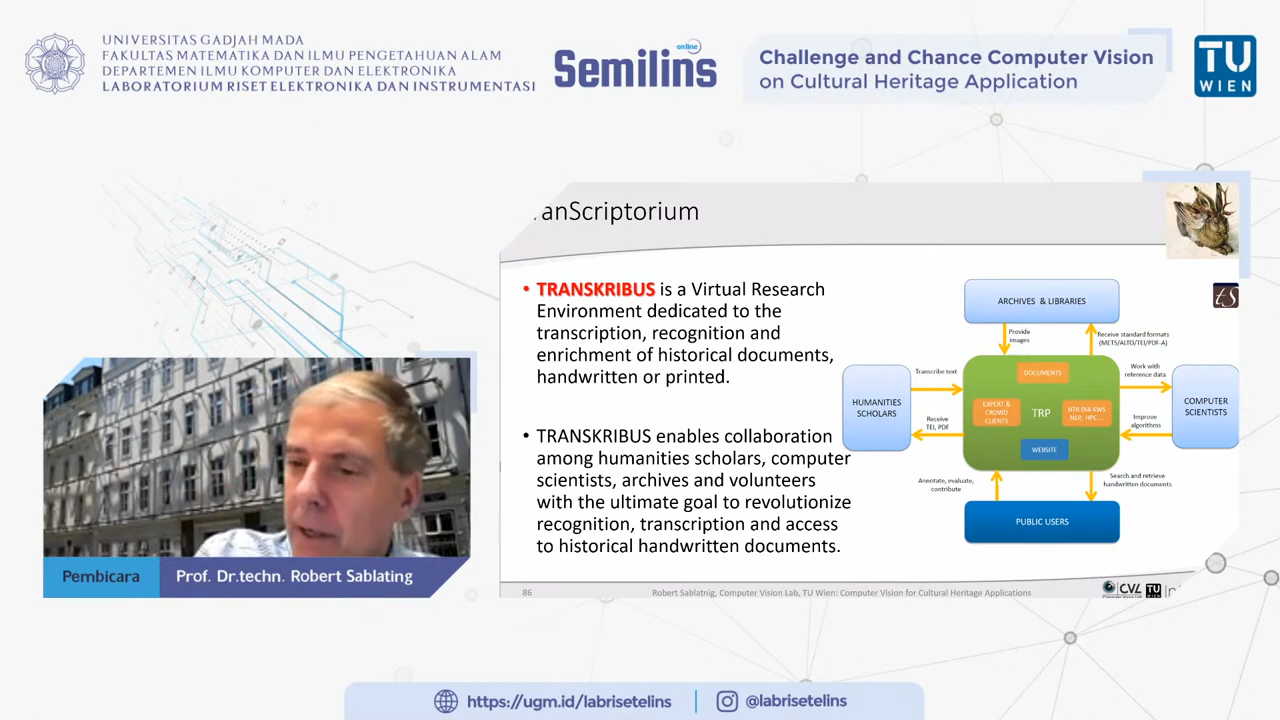 UNIVERSITAS GADJAH MADA
FAKULTAS MATEMATIKA DAN ILMU PENGETAHUAN ALAM
DEPARTEMEN ILMU KOMPUTER DAN ELEKTRONIKA
LABORATORIUM RISET ELEKTRONIKA DAN INSTRUMENTASI
online
Semilins
Challenge and Chance Computer Vision
on Cultural Heritage Application
TU
WIEN
anScriptorium
tS
• TRANSKRIBUS is a Virtual Research
Environment dedicated to the
transcription, recognition and
enrichment of historical documents,
handwritten or printed.
• TRANSKRIBUS enables collaboration
among humanities scholars, computer
scientists, archives and volunteers
with the ultimate goal to revolutionize
recognition, transcription and access
to historical handwritten documents.
ARCHIVES & LIBRARIES
Provide
images
Receive standard formats
(METS/ALTO/TEI/PDF-A)
HUMANITIES
SCHOLARS
Transcribe text
Receive
TEI, PDF
DOCUMENTS
EXPERT &
CROWD
CLIENTS
TRP
HTR DIA KWS
NLP, HPC ...
WEBSITE
Work with
reference data
Improve
algorithms
COMPUTER
SCIENTISTS
Annotate, evaluate,
contribute
Search and retrieve
handwritten documents
PUBLIC USERS
86
Robert Sablatnig, Computer Vision Lab, TU Wien: Computer Vision for Cultural Heritage Applications
CVL
TU
Pembicara
Prof. Dr.techn. Robert Sablating
https://ugm.id/labrisetelins
@labrisetelins